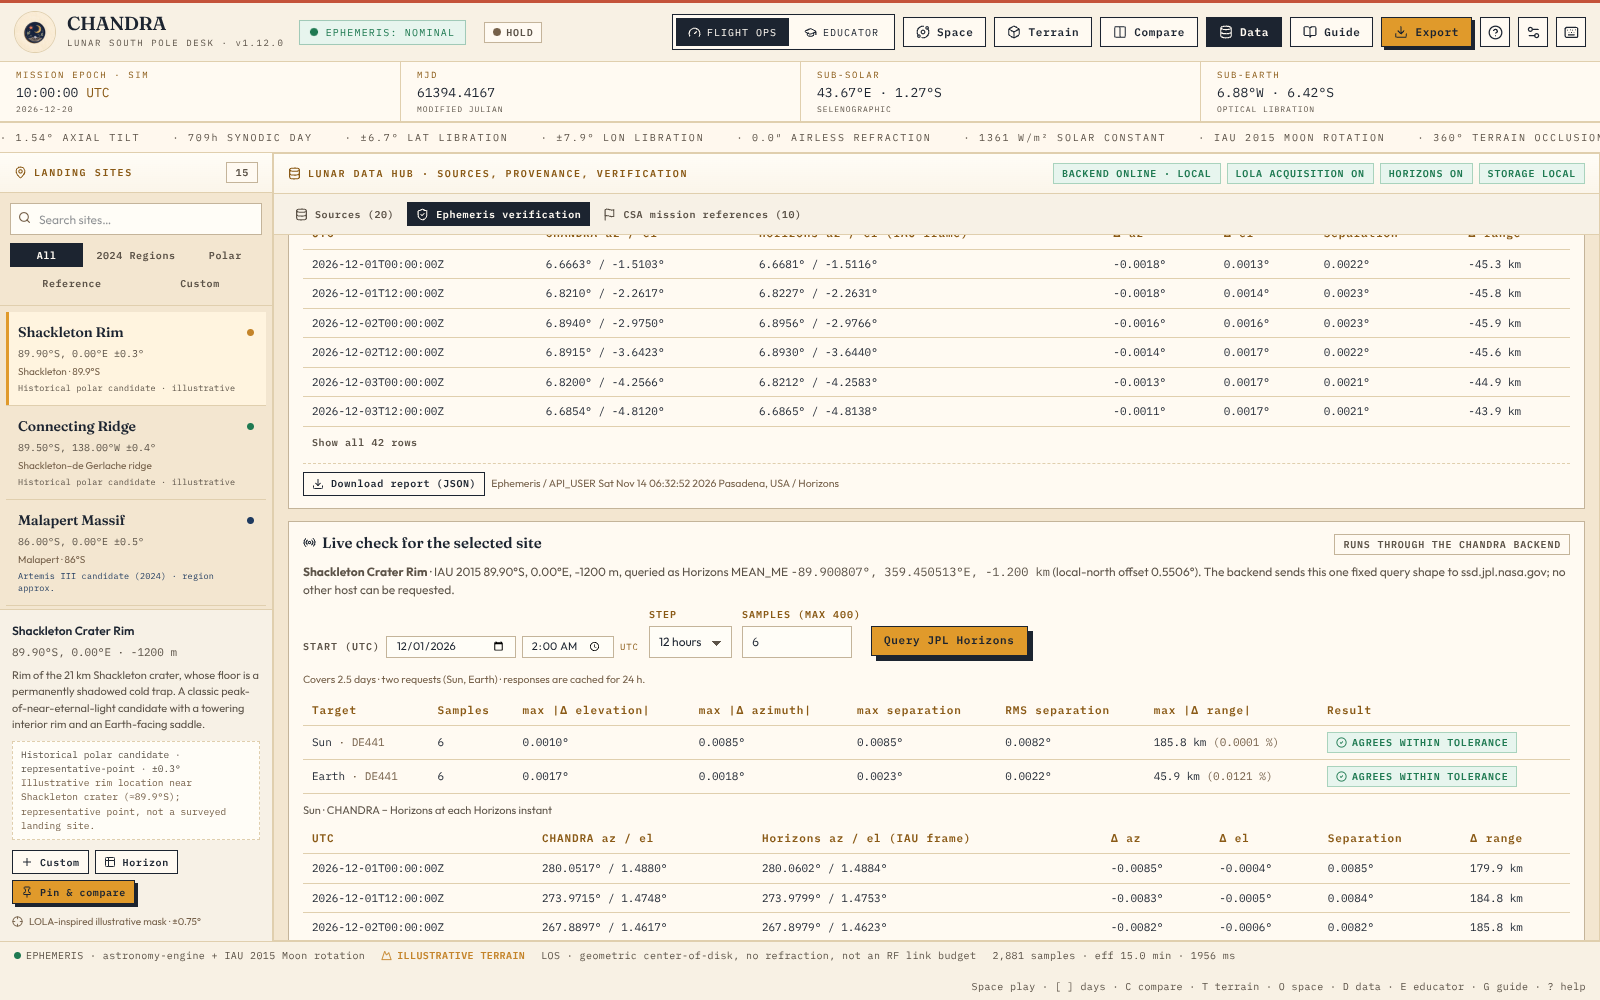 CHANDRA
LUNAR SOUTH POLE DESK · v1.12.0
EPHEMERIS: NOMINAL
HOLD
FLIGHT OPS
EDUCATOR
Space
Terrain
Compare
Data
Guide
Export
MISSION EPOCH · SIM
10:00:00 UTC
2026-12-20
MJD
61394.4167
MODIFIED JULIAN
SUB-SOLAR
43.67°E · 1.27°S
SELENOGRAPHIC
SUB-EARTH
6.88°W · 6.42°S
OPTICAL LIBRATION
· 1.54° AXIAL TILT · 709h SYNODIC DAY · ±6.7° LAT LIBRATION · ±7.9° LON LIBRATION · 0.0° AIRLESS REFRACTION · 1361 W/m² SOLAR CONSTANT · IAU 2015 MOON ROTATION · 360° TERRAIN OCCLUSION
LANDING SITES
15
Search sites…
All
2024 Regions
Polar
Reference
Custom
Shackleton Rim
89.90°S, 0.00°E ±0.3°
Shackleton · 89.9°S
Historical polar candidate · illustrative
Connecting Ridge
89.50°S, 138.00°W ±0.4°
Shackleton–de Gerlache ridge
Historical polar candidate · illustrative
Malapert Massif
86.00°S, 0.00°E ±0.5°
Malapert · 86°S
Artemis III candidate (2024) · region
approx.
Shackleton Crater Rim
89.90°S, 0.00°E · -1200 m
Rim of the 21 km Shackleton crater, whose floor is a
permanently shadowed cold trap. A classic peak-
of-near-eternal-light candidate with a towering
interior rim and an Earth-facing saddle.
Historical polar candidate ·
representative-point · ±0.3°
Illustrative rim location near
Shackleton crater (≈89.9°S);
representative point, not a surveyed
landing site.
Custom
Horizon
Pin & compare
LOLA-inspired illustrative mask · ±0.75°
LUNAR DATA HUB · SOURCES, PROVENANCE, VERIFICATION
BACKEND ONLINE · LOCAL
LOLA ACQUISITION ON
HORIZONS ON
STORAGE LOCAL
Sources (20)
Ephemeris verification
CSA mission references (10)
UTC CHANDRA az / el Horizons az / el (IAU frame) Δ az Δ el Separation Δ range
2026-12-01T00:00:00Z 6.6663° / -1.5103° 6.6681° / -1.5116° -0.0018° 0.0013° 0.0022° -45.3 km
2026-12-01T12:00:00Z 6.8210° / -2.2617° 6.8227° / -2.2631° -0.0018° 0.0014° 0.0023° -45.8 km
2026-12-02T00:00:00Z 6.8940° / -2.9750° 6.8956° / -2.9766° -0.0016° 0.0016° 0.0023° -45.9 km
2026-12-02T12:00:00Z 6.8915° / -3.6423° 6.8930° / -3.6440° -0.0014° 0.0017° 0.0022° -45.6 km
2026-12-03T00:00:00Z 6.8200° / -4.2566° 6.8212° / -4.2583° -0.0013° 0.0017° 0.0021° -44.9 km
2026-12-03T12:00:00Z 6.6854° / -4.8120° 6.6865° / -4.8138° -0.0011° 0.0017° 0.0021° -43.9 km
Show all 42 rows
Download report (JSON)
Ephemeris / API_USER Sat Nov 14 06:32:52 2026 Pasadena, USA / Horizons
Live check for the selected site
RUNS THROUGH THE CHANDRA BACKEND
Shackleton Crater Rim · IAU 2015 89.90°S, 0.00°E, -1200 m, queried as Horizons MEAN_ME -89.900807°, 359.450513°E, -1.200 km (local-north offset 0.5506°). The backend sends this one fixed query shape to ssd.jpl.nasa.gov; no
other host can be requested.
START (UTC)
12/01/2026
2:00 AM
UTC
STEP
12 hours
SAMPLES (MAX 400)
6
Query JPL Horizons
Covers 2.5 days · two requests (Sun, Earth) · responses are cached for 24 h.
Target Samples max |Δ elevation| max |Δ azimuth| max separation RMS separation max |Δ range| Result
Sun · DE441 6 0.0010° 0.0085° 0.0085° 0.0082° 185.8 km (0.0001 %) AGREES WITHIN TOLERANCE
Earth · DE441 6 0.0017° 0.0018° 0.0023° 0.0022° 45.9 km (0.0121 %) AGREES WITHIN TOLERANCE
Sun · CHANDRA − Horizons at each Horizons instant
UTC CHANDRA az / el Horizons az / el (IAU frame) Δ az Δ el Separation Δ range
2026-12-01T00:00:00Z 280.0517° / 1.4880° 280.0602° / 1.4884° -0.0085° -0.0004° 0.0085° 179.9 km
2026-12-01T12:00:00Z 273.9715° / 1.4748° 273.9799° / 1.4753° -0.0083° -0.0005° 0.0084° 184.8 km
2026-12-02T00:00:00Z 267.8897° / 1.4617° 267.8979° / 1.4623° -0.0082° -0.0006° 0.0082° 185.8 km
EPHEMERIS · astronomy-engine + IAU 2015 Moon rotation
ILLUSTRATIVE TERRAIN
LOS · geometric center-of-disk, no refraction, not an RF link budget
2,881 samples · eff 15.0 min · 1956 ms
Space play · [ ] days · C compare · T terrain · O space · D data · E educator · G guide · ? help